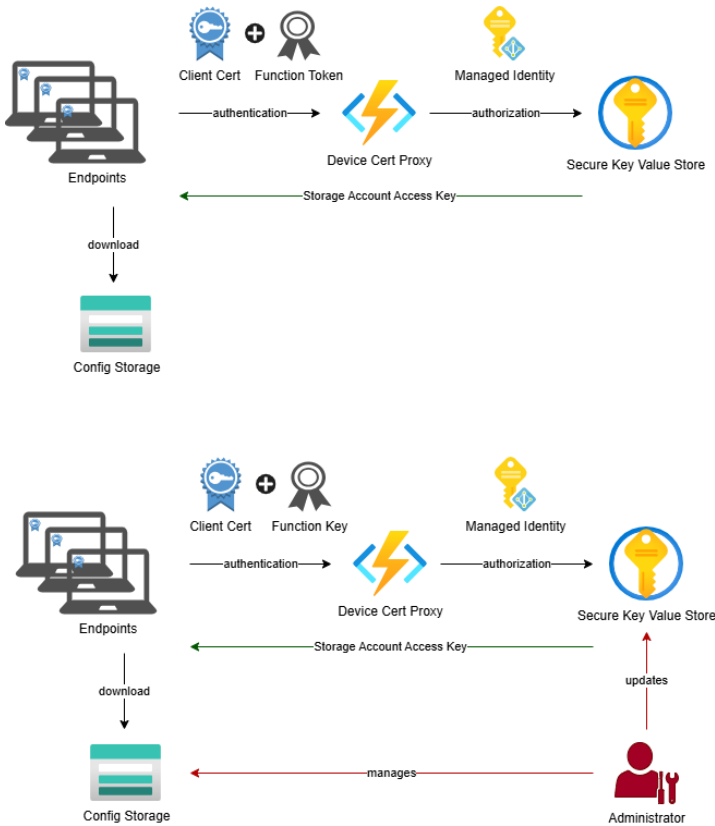 Client Cert
Function Token
Managed Identity
authentication
authorization
Device Cert Proxy
Secure Key Value Store
Endpoints
Storage Account Access Key
download
Config Storage
Client Cert
Function Key
Managed Identity
authentication
authorization
Device Cert Proxy
Secure Key Value Store
Endpoints
Storage Account Access Key
updates
download
manages
Config Storage
Administrator